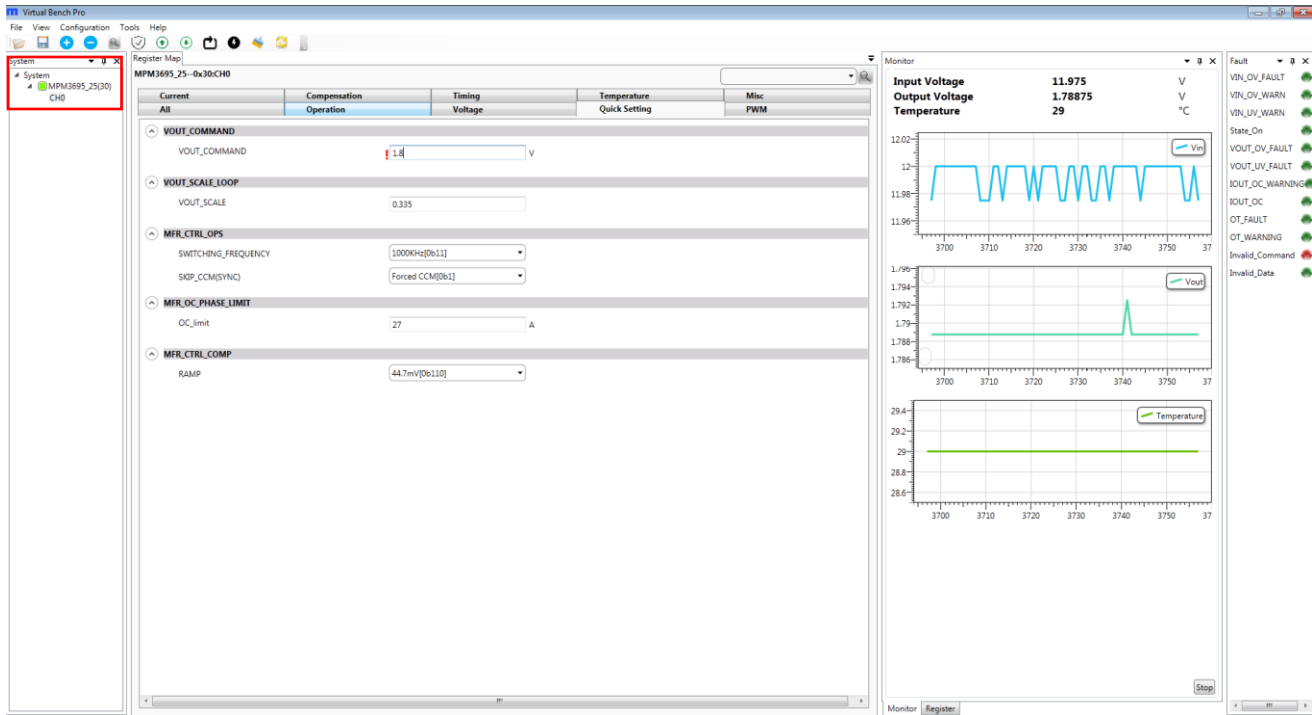 Virtual Bench Pro
File View Configuration Tools Help
System
System
MPM3695_25(30)
CH0
Register Map
MPM3695_25--0x30:CH0
Current Compensation Timing Temperature Misc
All Operation Voltage Quick Setting PWM
VOUT_COMMAND
VOUT_COMMAND 1.8 V
VOUT_SCALE_LOOP
VOUT_SCALE 0.335
MFR_CTRL_OPS
SWITCHING_FREQUENCY 1000KHz[0b11]
SKIP_CCM(SYNC) Forced CCM[0b1]
MFR_OC_PHASE_LIMIT
OC_limit 27 A
MFR_CTRL_COMP
RAMP 44.7mV[0b110]
Monitor
Input Voltage 11.975 V
Output Voltage 1.78875 V
Temperature 29 °C
Vin
12.02
12
11.98
11.96
3700 3710 3720 3730 3740 3750 37
Vout
1.796
1.794
1.792
1.79
1.788
1.786
3700 3710 3720 3730 3740 3750 37
Temperature
29.4
29.2
29
28.8
28.6
3700 3710 3720 3730 3740 3750 37
Stop
Monitor Register
Fault
VIN_OV_FAULT
VIN_OV_WARN
VIN_UV_WARN
State_On
VOUT_OV_FAULT
VOUT_UV_FAULT
IOUT_OC_WARNING
IOUT_OC
OT_FAULT
OT_WARNING
Invalid_Command
Invalid_Data